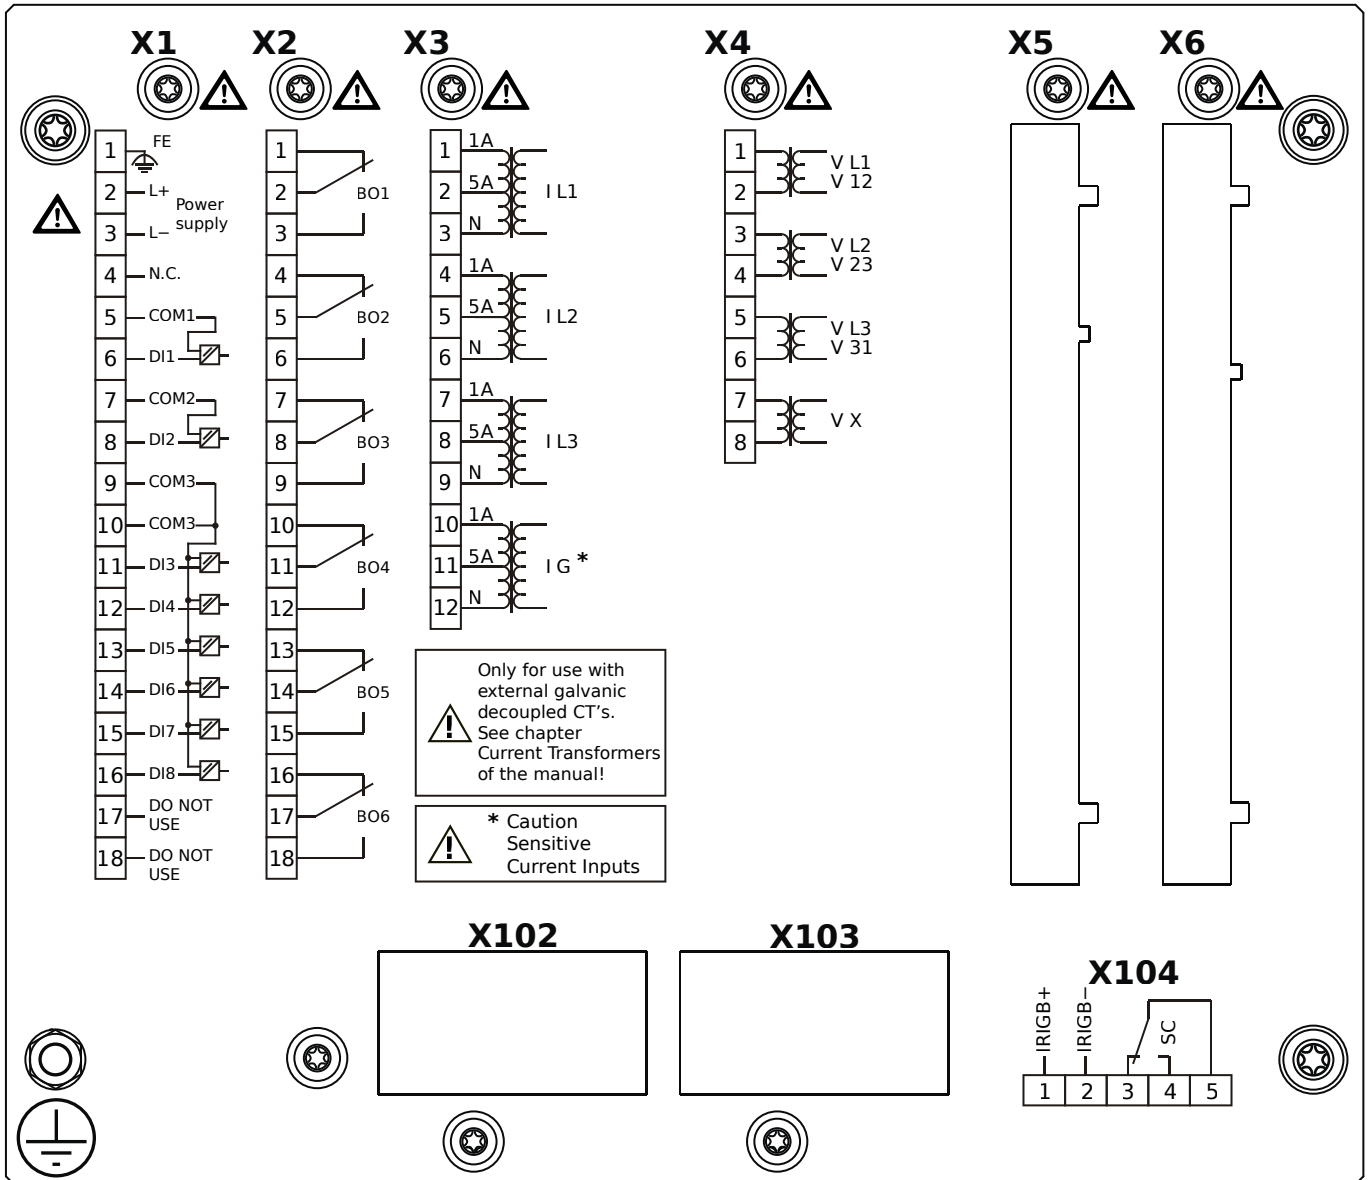 X1
X2
X3
X4
X5
X6
1
FE
2
L+
Power
supply
3
L−
4
N.C.
5
COM1
6
DI1
7
COM2
8
DI2
9
COM3
10
COM3
11
DI3
12
DI4
13
DI5
14
DI6
15
DI7
16
DI8
17
DO NOT
USE
18
DO NOT
USE
1
2
BO1
3
4
5
BO2
6
7
8
BO3
9
10
11
BO4
12
13
14
BO5
15
16
17
BO6
18
1
1A
2
5A
I L1
3
N
4
1A
5
5A
I L2
6
N
7
1A
8
5A
I L3
9
N
10
1A
11
5A
I G *
12
N
Only for use with
external galvanic
decoupled CT's.
See chapter
Current Transformers
of the manual!
* Caution
Sensitive
Current Inputs
1
V L1
2
V 12
3
V L2
4
V 23
5
V L3
6
V 31
7
V X
8
X102
X103
X104
IRIGB+
IRIGB−
SC
1
2
3
4
5